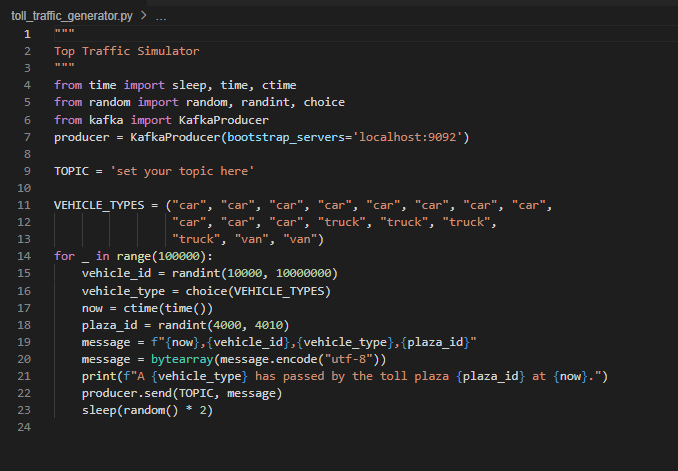 toll_traffic_generator.py > ...
1 """
2 Top Traffic Simulator
3 """
4 from time import sleep, time, ctime
5 from random import random, randint, choice
6 from kafka import KafkaProducer
7 producer = KafkaProducer(bootstrap_servers='localhost:9092')
8
9 TOPIC = 'set your topic here'
10
11 VEHICLE_TYPES = ("car", "car", "car", "car", "car", "car", "car", "car",
12                  "car", "car", "car", "truck", "truck", "truck",
13                  "truck", "van", "van")
14 for _ in range(100000):
15     vehicle_id = randint(10000, 10000000)
16     vehicle_type = choice(VEHICLE_TYPES)
17     now = ctime(time())
18     plaza_id = randint(4000, 4010)
19     message = f"{now},{vehicle_id},{vehicle_type},{plaza_id}"
20     message = bytearray(message.encode("utf-8"))
21     print(f"A {vehicle_type} has passed by the toll plaza {plaza_id} at {now}.")
22     producer.send(TOPIC, message)
23     sleep(random() * 2)
24